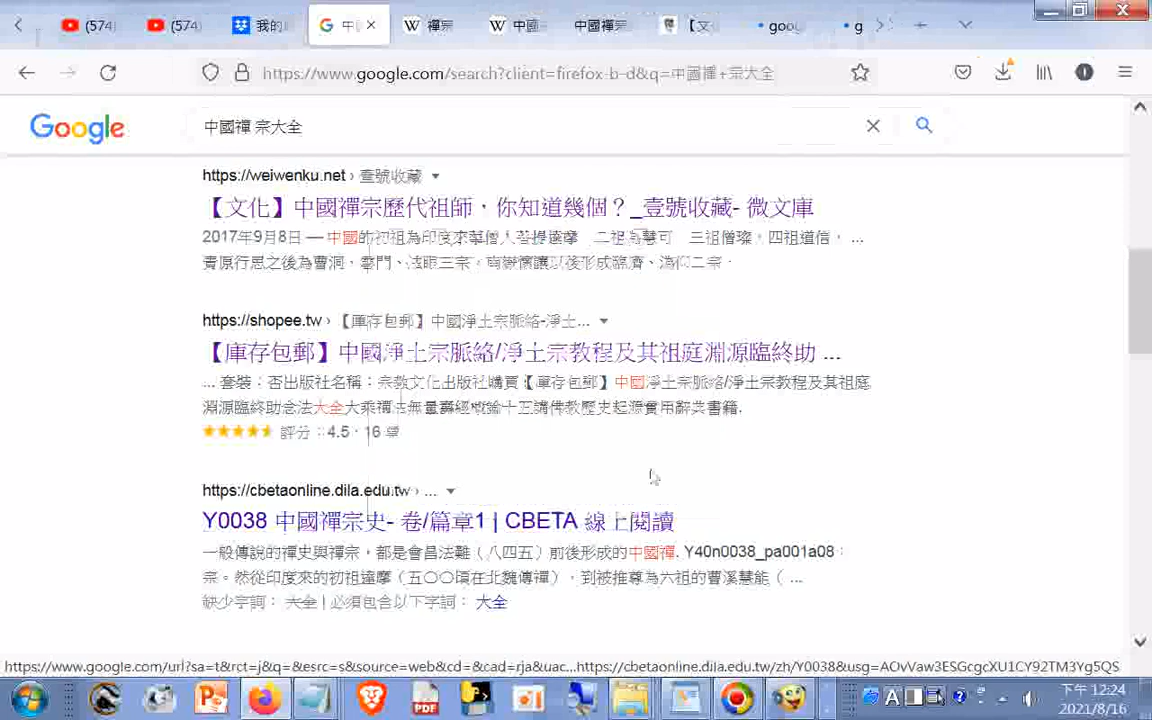 (574)
(574)
我的
中國
禪宗
中國
中國禪宗
【文
goog
g
https://www.google.com/search?client=firefox-b-d&q=中國禪+宗大全
Google
中國禪 宗大全
https://weiwenku.net › 壹號收藏
【文化】中國禪宗歷代祖師，你知道幾個？_壹號收藏- 微文庫
2017年9月8日 — 中國的初祖為印度來華僧人菩提達摩 二祖為慧可 三祖僧璨，四祖道信， ...
青原行思之後為曹洞、雲門、法眼三宗。南嶽懷讓以後形成臨濟、溈仰二宗.
https://shopee.tw › 【庫存包郵】中國淨土宗脈絡-淨土...
【庫存包郵】中國淨土宗脈絡/淨土宗教程及其祖庭淵源臨終助 ...
... 套裝：否出版社名稱：宗教文化出版社購買【庫存包郵】中國淨土宗脈絡/淨土宗教程及其祖庭
淵源臨終助念法大全大乘
無量壽經概論十五講佛教歷史起源實用辭典書籍.
評分：4.5 · 16 票
https://cbetaonline.dila.edu.tw › ...
Y0038 中國禪宗史- 卷/篇章1 | CBETA 線上閱讀
一般傳說的禪史與禪宗，都是會昌法難（八四五）前後形成的中國禪. Y40n0038_pa001a08：
宗。然從印度來的初祖達摩（五〇〇頃在北魏傳禪），到被推尊為六祖的曹溪慧能（ ...
缺少字詞： 大全 | 必須包含以下字詞： 大全
https://www.google.com/url?sa=t&rct=j&q=&esrc=s&source=web&cd=&cad=rja&uac...https://cbetaonline.dila.edu.tw/zh/Y0038&usg=AOvVaw3ESGcgcXU1CY92TM3Yg5QS
PDF
下午 12:24
2021/8/16